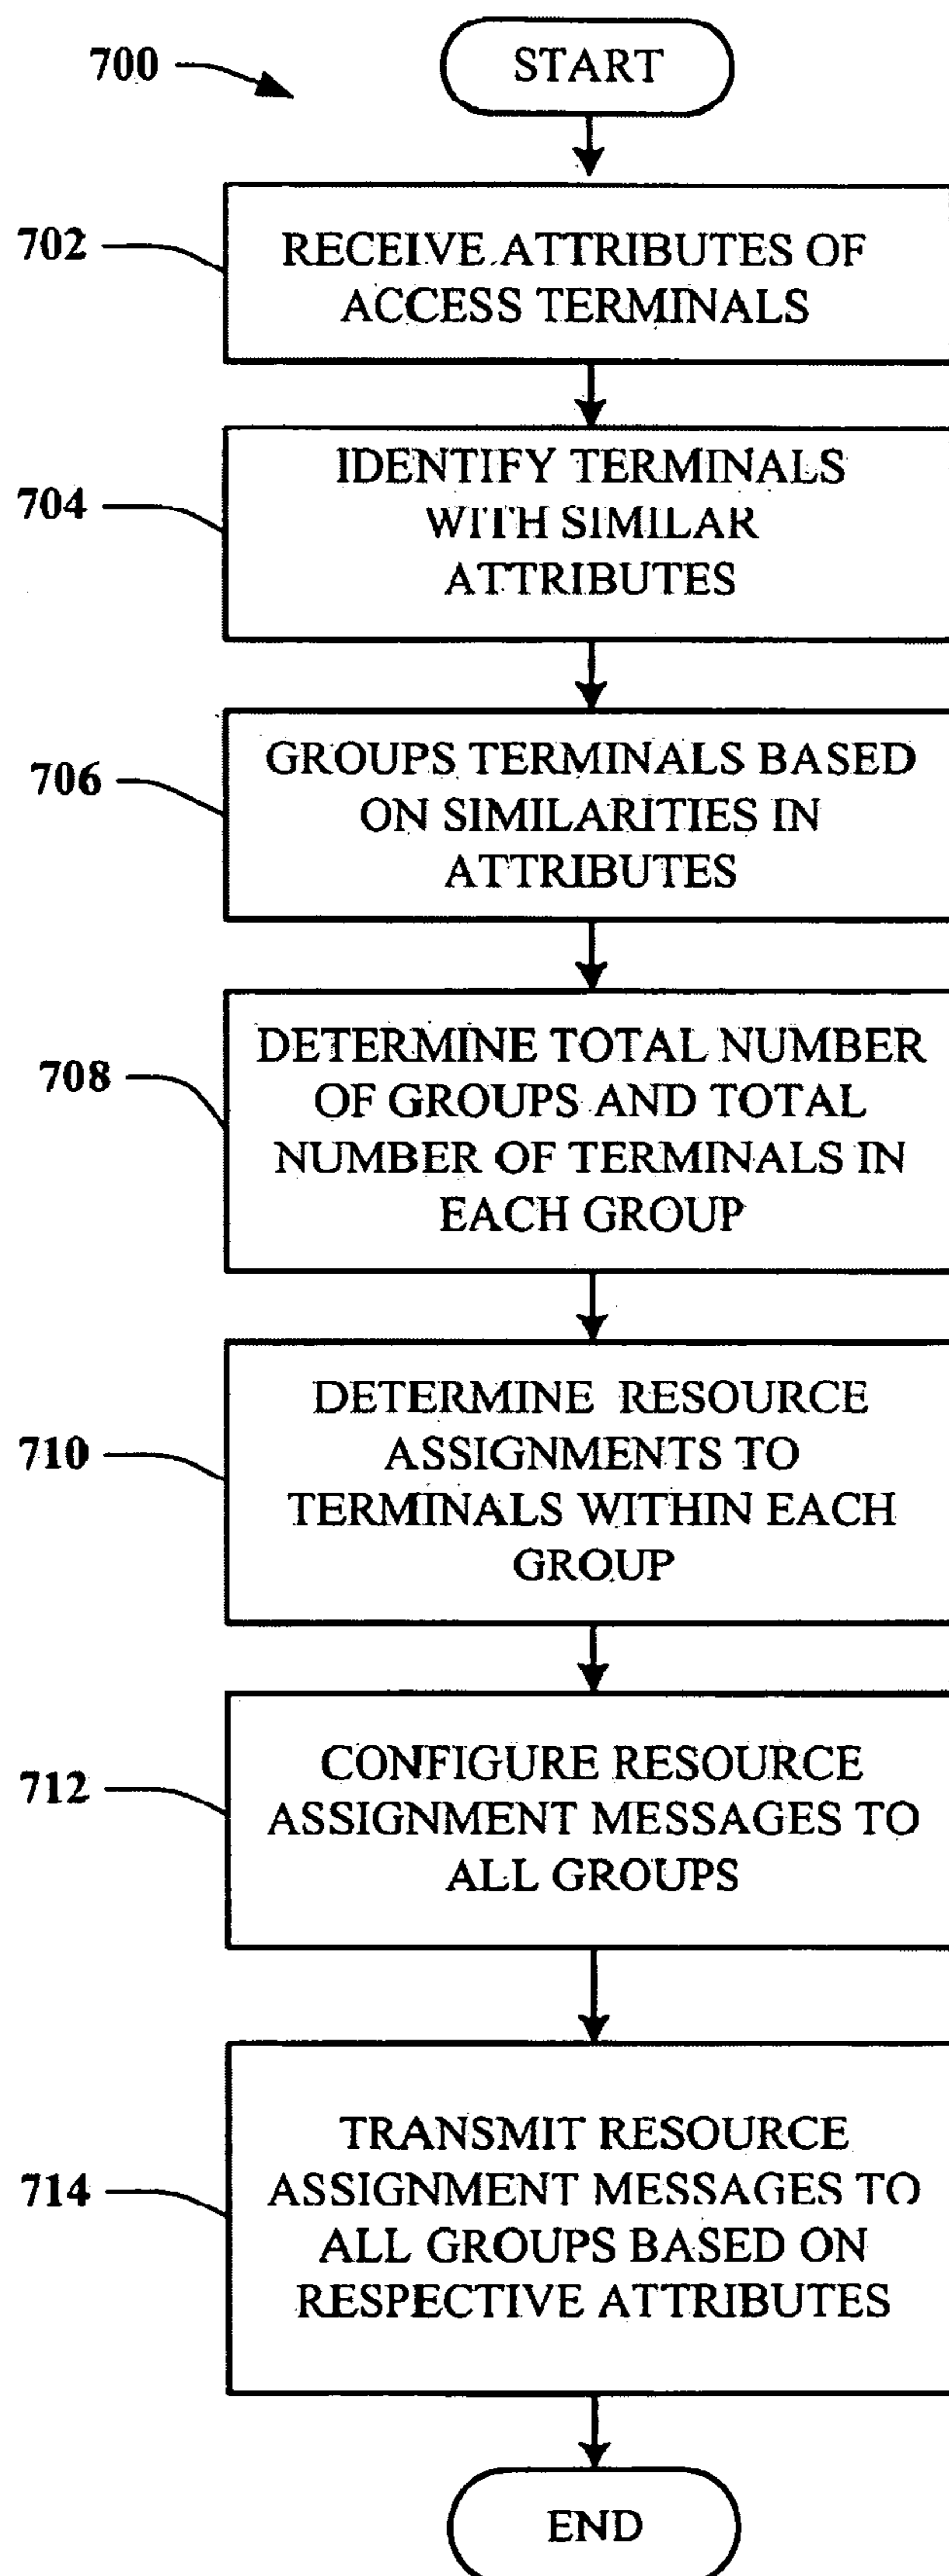 700
START
702
RECEIVE ATTRIBUTES OF
ACCESS TERMINALS
704
IDENTIFY TERMINALS
WITH SIMILAR
ATTRIBUTES
706
GROUPS TERMINALS BASED
ON SIMILARITIES IN
ATTRIBUTES
708
DETERMINE TOTAL NUMBER
OF GROUPS AND TOTAL
NUMBER OF TERMINALS IN
EACH GROUP
710
DETERMINE RESOURCE
ASSIGNMENTS TO
TERMINALS WITHIN EACH
GROUP
712
CONFIGURE RESOURCE
ASSIGNMENT MESSAGES TO
ALL GROUPS
714
TRANSMIT RESOURCE
ASSIGNMENT MESSAGES TO
ALL GROUPS BASED ON
RESPECTIVE ATTRIBUTES
END